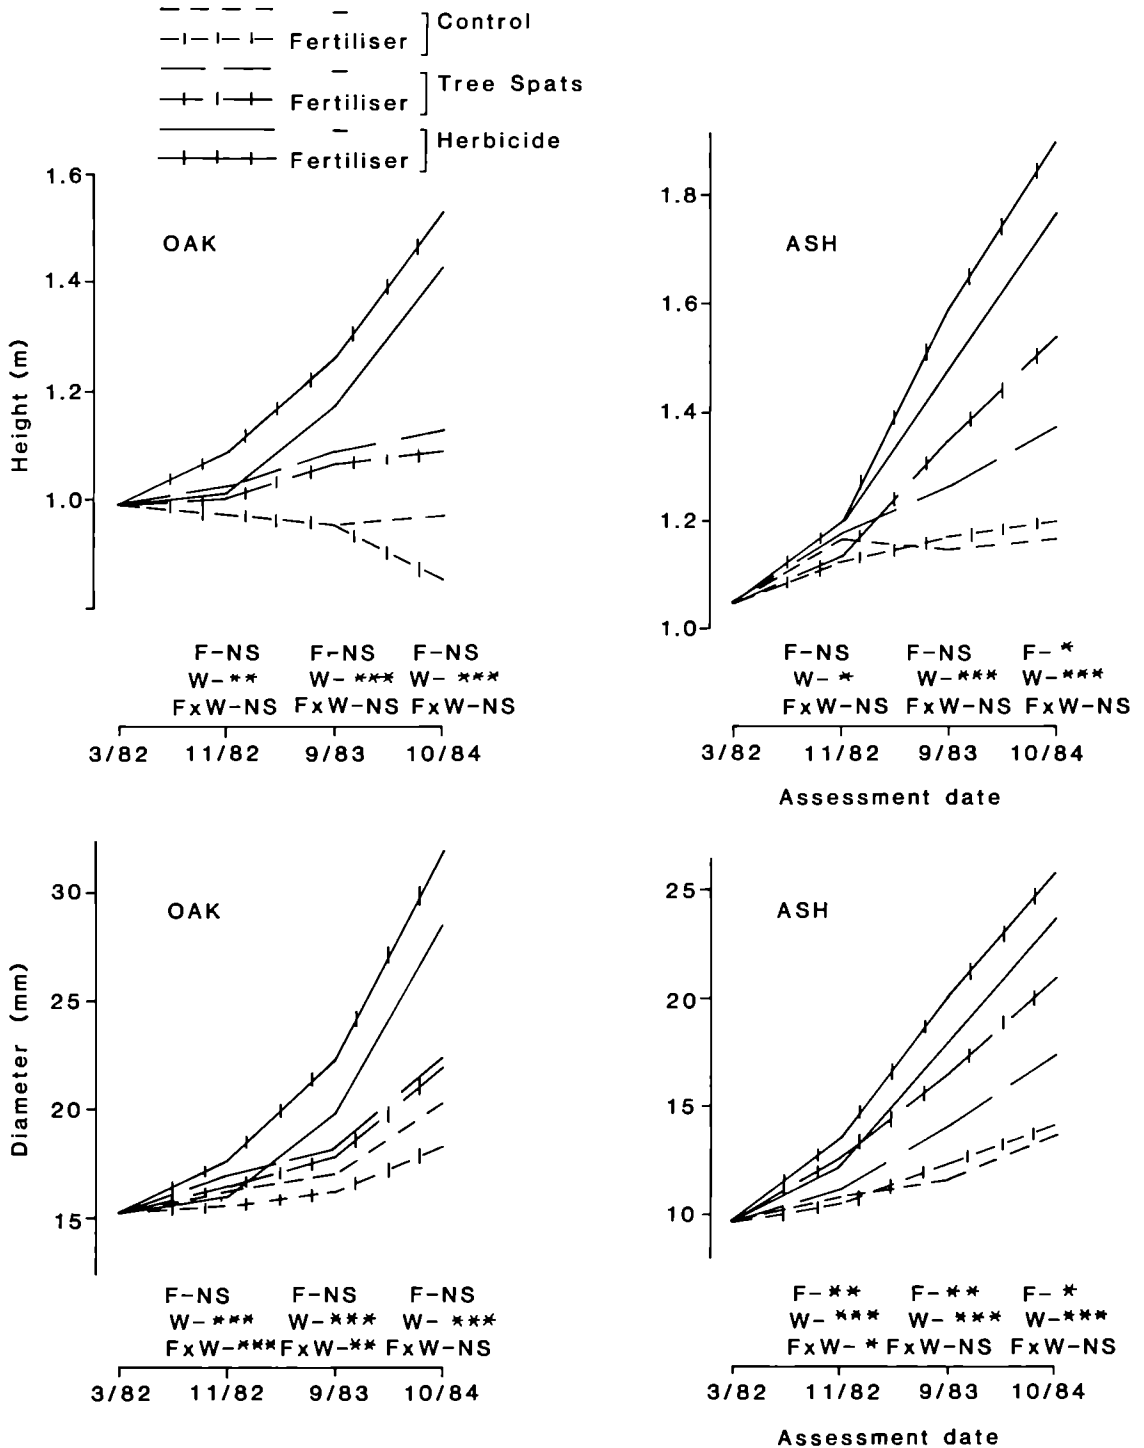 –
Control
Fertiliser
–
Tree Spats
Fertiliser
–
Herbicide
Fertiliser
Height (m)
1.6
1.4
1.2
1.0
OAK
F-NS F-NS F-NS
W-** W-*** W-***
FxW-NS FxW-NS FxW-NS
3/82 11/82 9/83 10/84
1.8
1.6
1.4
1.2
1.0
ASH
F-NS F-NS F-*
W-* W-*** W-***
FxW-NS FxW-NS FxW-NS
3/82 11/82 9/83 10/84
Assessment date
Diameter (mm)
30
25
20
15
OAK
F-NS F-NS F-NS
W-*** W-*** W-***
FxW-*** FxW-** FxW-NS
3/82 11/82 9/83 10/84
25
20
15
10
ASH
F-** F-** F-*
W-*** W-*** W-***
FxW-* FxW-NS FxW-NS
3/82 11/82 9/83 10/84
Assessment date